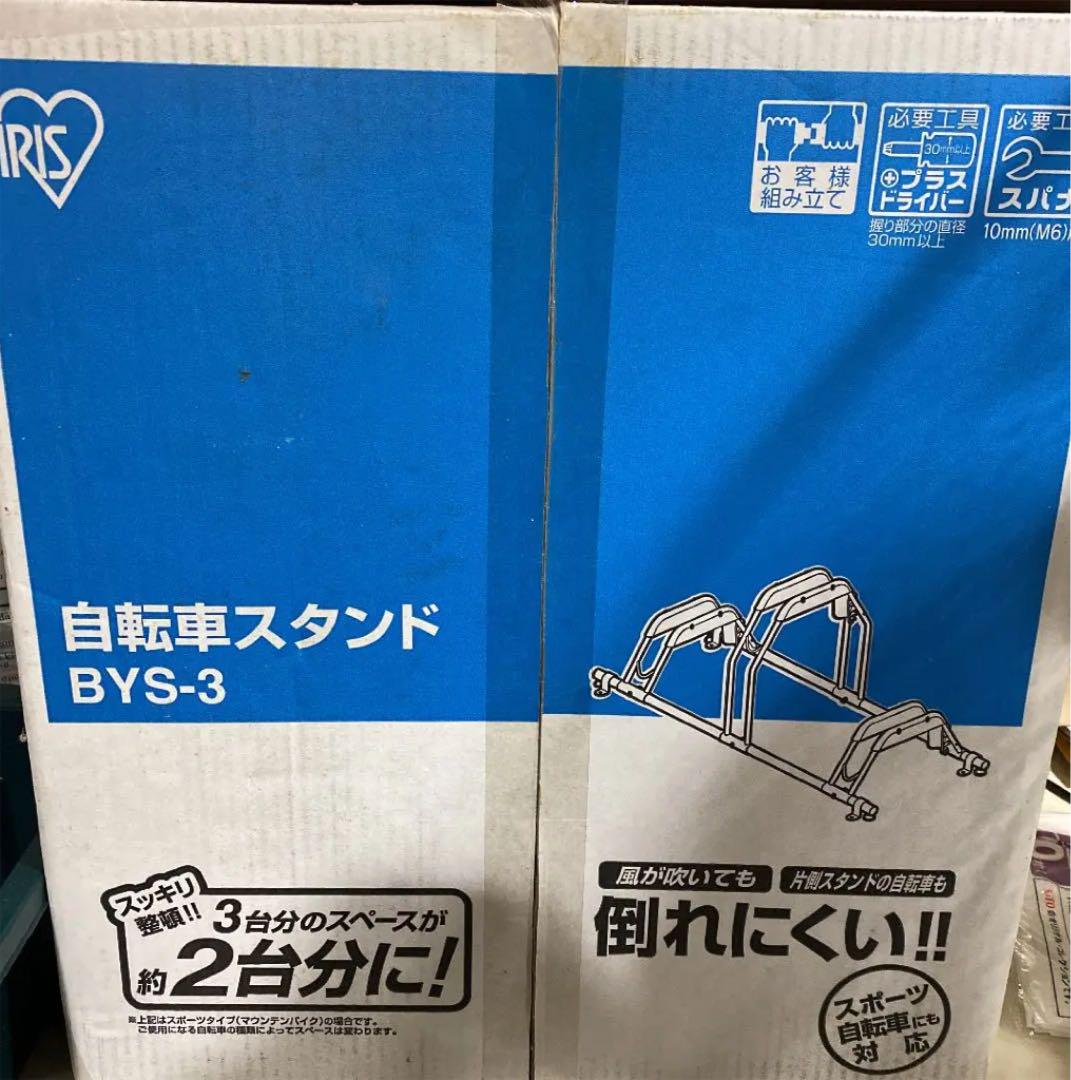 IRIS
お客様
組み立て
必要工具
30mm以上
プラス
ドライバー
握り部分の直径
30mm以上
必要工
スパナ
10mm(M6)
自転車スタンド
BYS-3
スッキリ
整頓!!
3台分のスペースが
約2台分に!
※上記はスポーツタイプ(マウンテンバイク)の場合です。
ご使用になる自転車の種類によってスペースは変わります。
風が吹いても
片側スタンドの自転車も
倒れにくい!!
スポーツ
自転車にも
対応